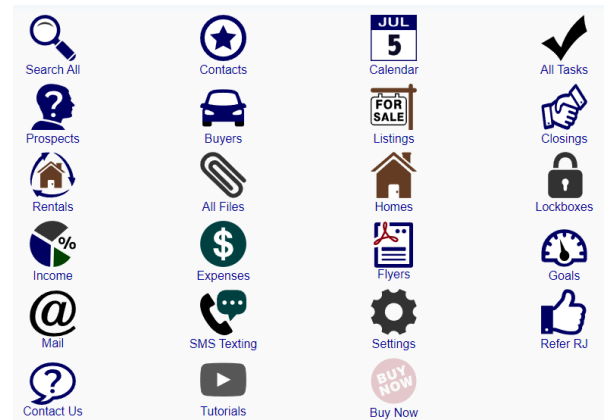 JUL
5
Search All
Contacts
Calendar
All Tasks
?
FOR
SALE
Prospects
Buyers
Listings
Closings
Rentals
All Files
Homes
Lockboxes
%
$
Income
Expenses
Flyers
Goals
@
Mail
SMS Texting
Settings
Refer RJ
?
BUY
NOW
Contact Us
Tutorials
Buy Now